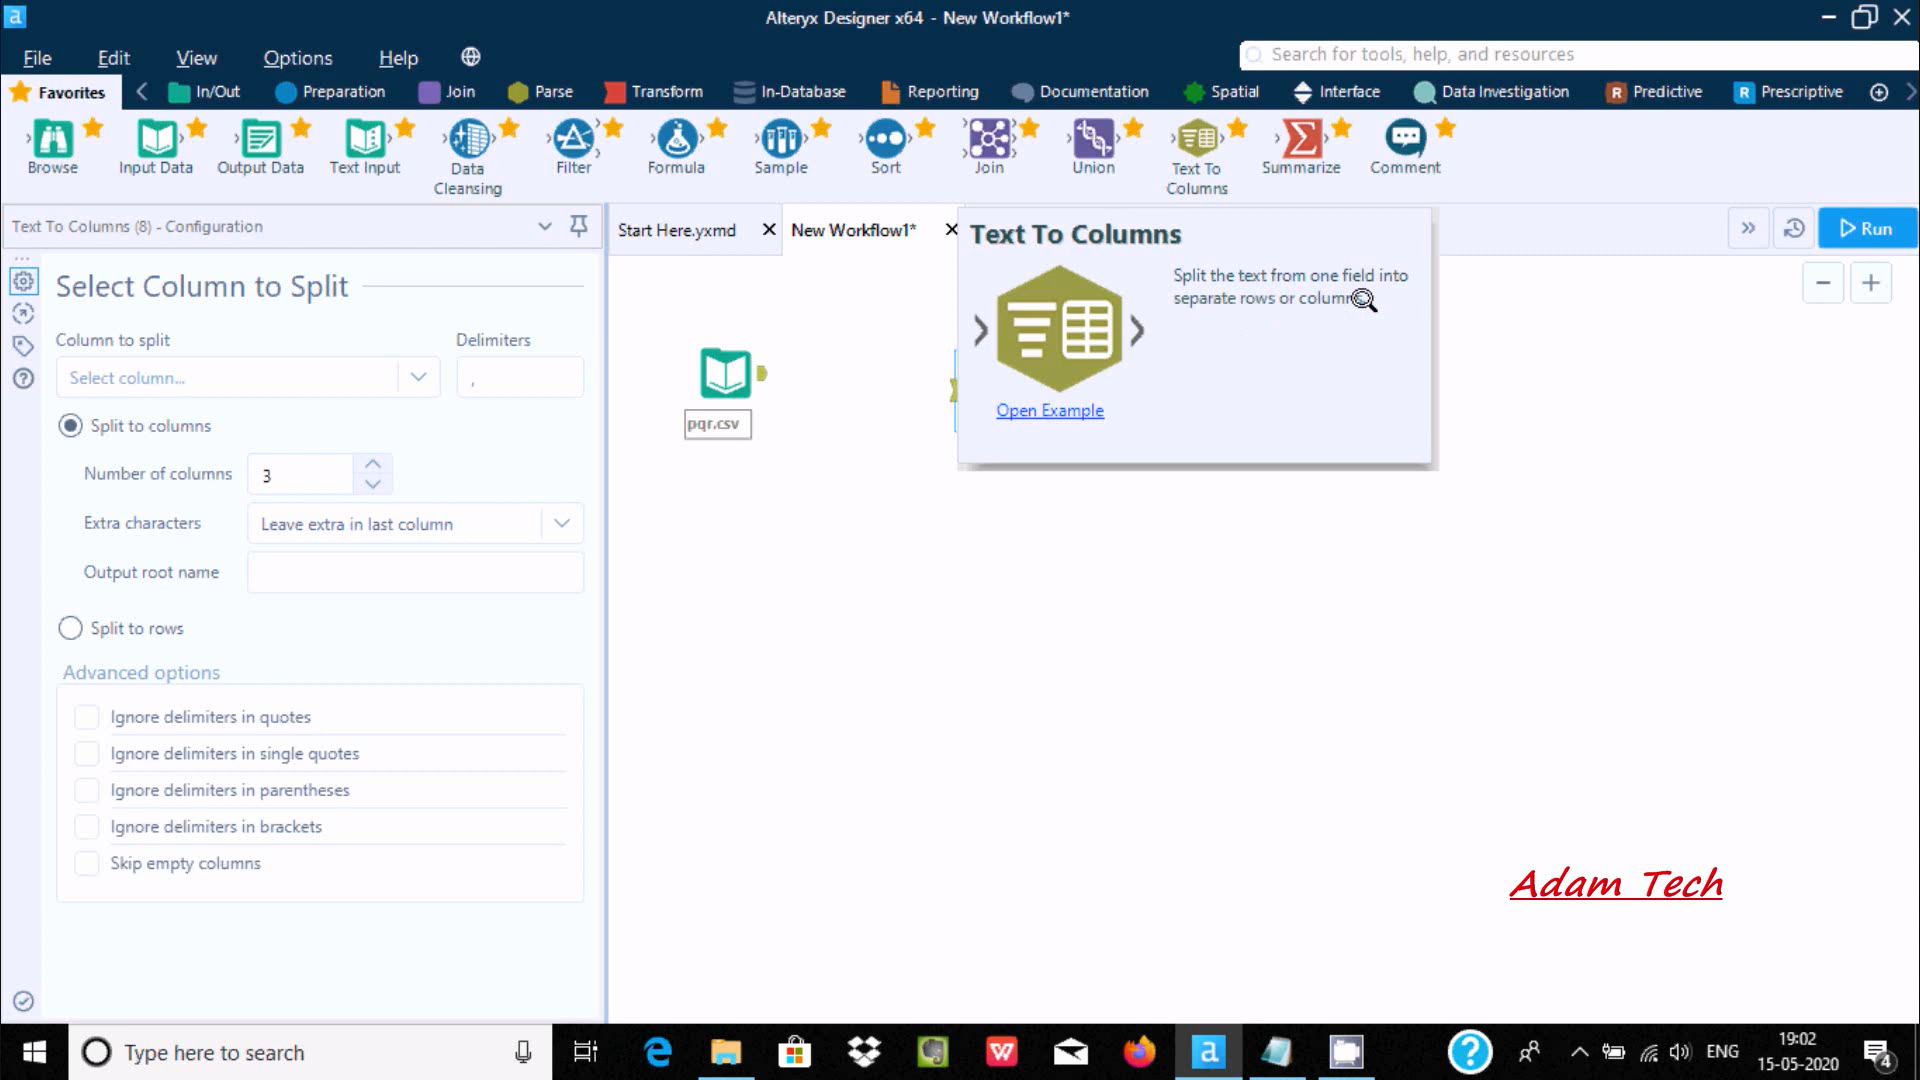 Alteryx Designer x64 - New Workflow1*
File Edit View Options Help
Search for tools, help, and resources
Favorites In/Out Preparation Join Parse Transform In-Database Reporting Documentation Spatial Interface Data Investigation Predictive Prescriptive
Browse Input Data Output Data Text Input Data Cleansing Filter Formula Sample Sort Join Union Text To Columns Summarize Comment
Text To Columns (8) - Configuration
Start Here.yxmd
New Workflow1*
Run
Select Column to Split
Column to split
Delimiters
Select column...
,
Split to columns
Number of columns
3
Extra characters
Leave extra in last column
Output root name
Split to rows
Advanced options
Ignore delimiters in quotes
Ignore delimiters in single quotes
Ignore delimiters in parentheses
Ignore delimiters in brackets
Skip empty columns
pqr.csv
Text To Columns
Split the text from one field into
separate rows or column
Open Example
Adam Tech
Type here to search
ENG
19:02
15-05-2020
4